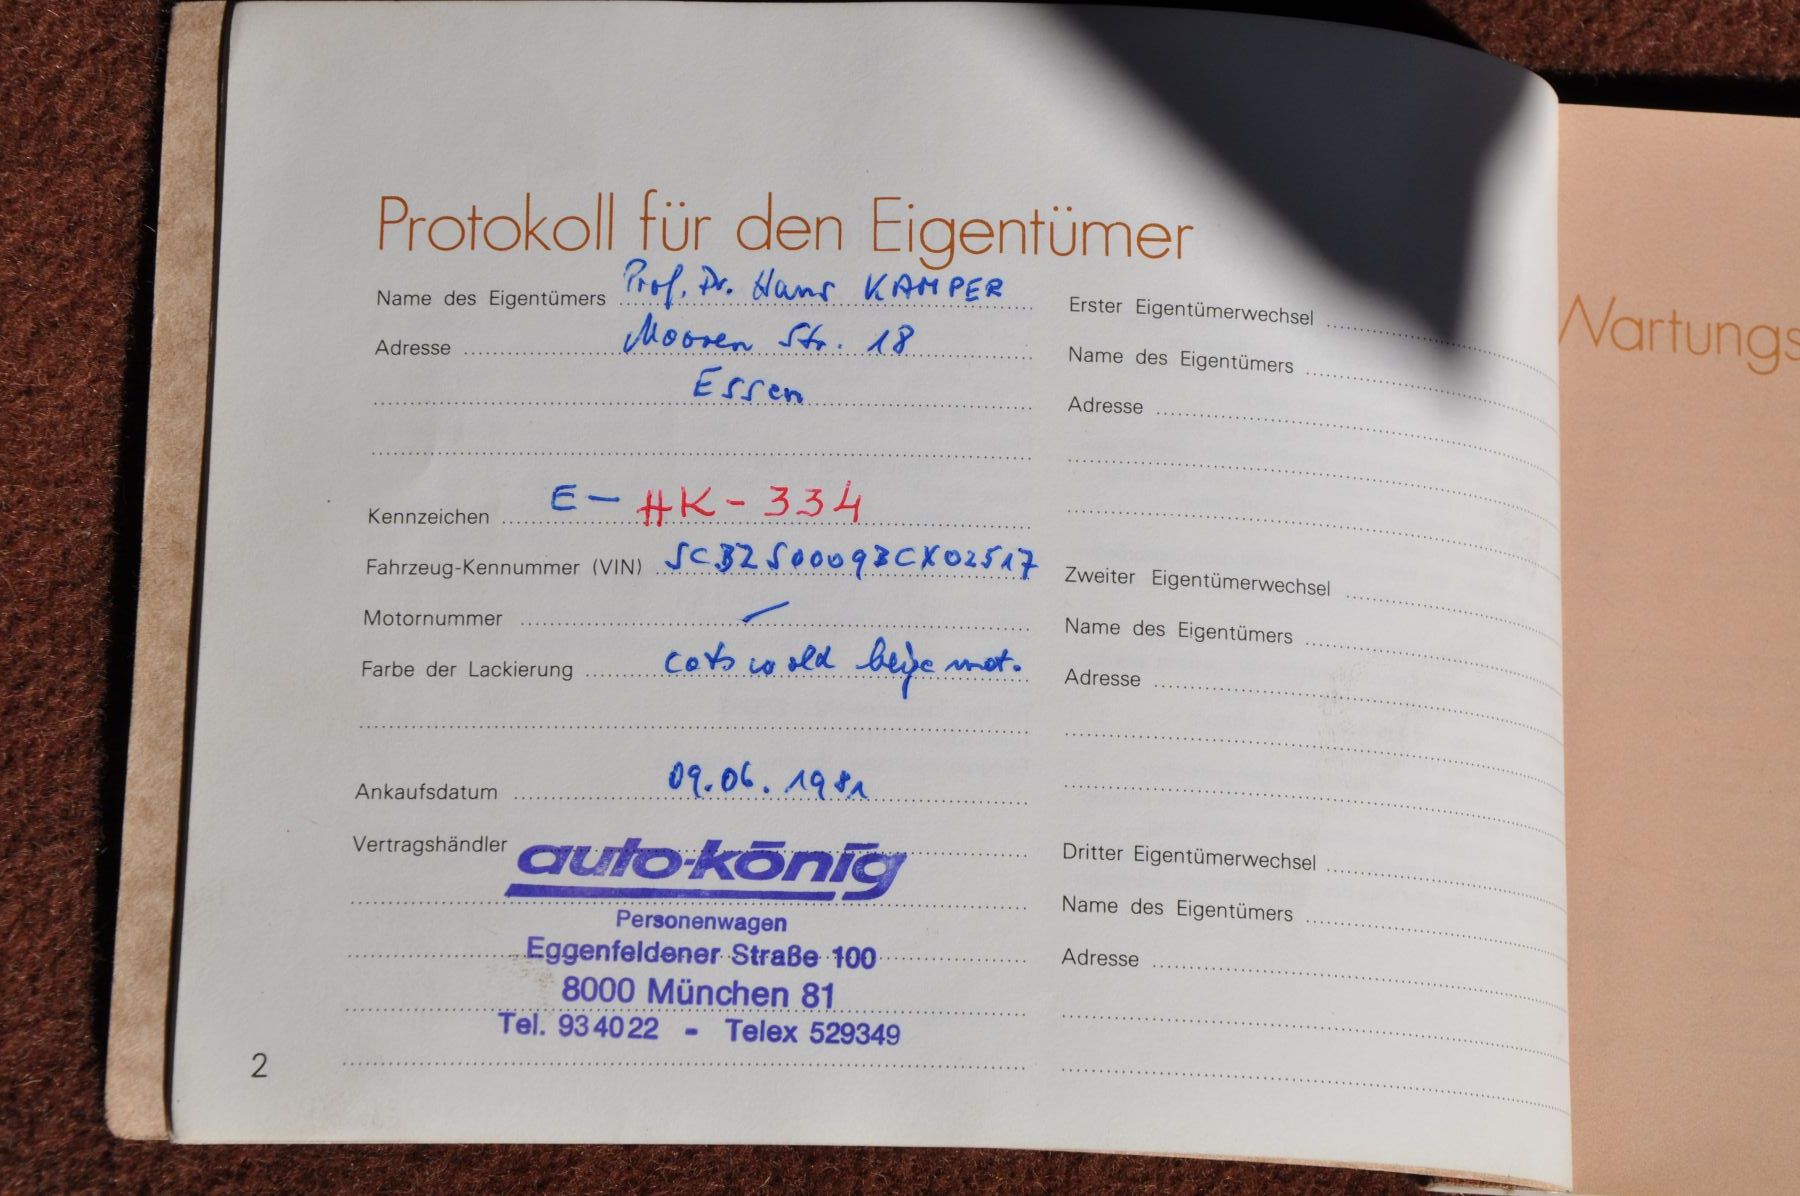 Protokoll für den Eigentümer
Name des Eigentümers Prof. Dr. Hans KAMPER
Adresse Mooren Str. 18
Essen
Kennzeichen E-HK-334
Fahrzeug-Kennummer (VIN) SCBZS0009BCX02517
Motornummer —
Farbe der Lackierung cotswold beige met.
Ankaufsdatum 09.06.1981
Vertragshändler auto-könig
Personenwagen
Eggenfeldener Straße 100
8000 München 81
Tel. 934022 - Telex 529349
2
Erster Eigentümerwechsel
Name des Eigentümers
Adresse
Zweiter Eigentümerwechsel
Name des Eigentümers
Adresse
Dritter Eigentümerwechsel
Name des Eigentümers
Adresse
Wartungs